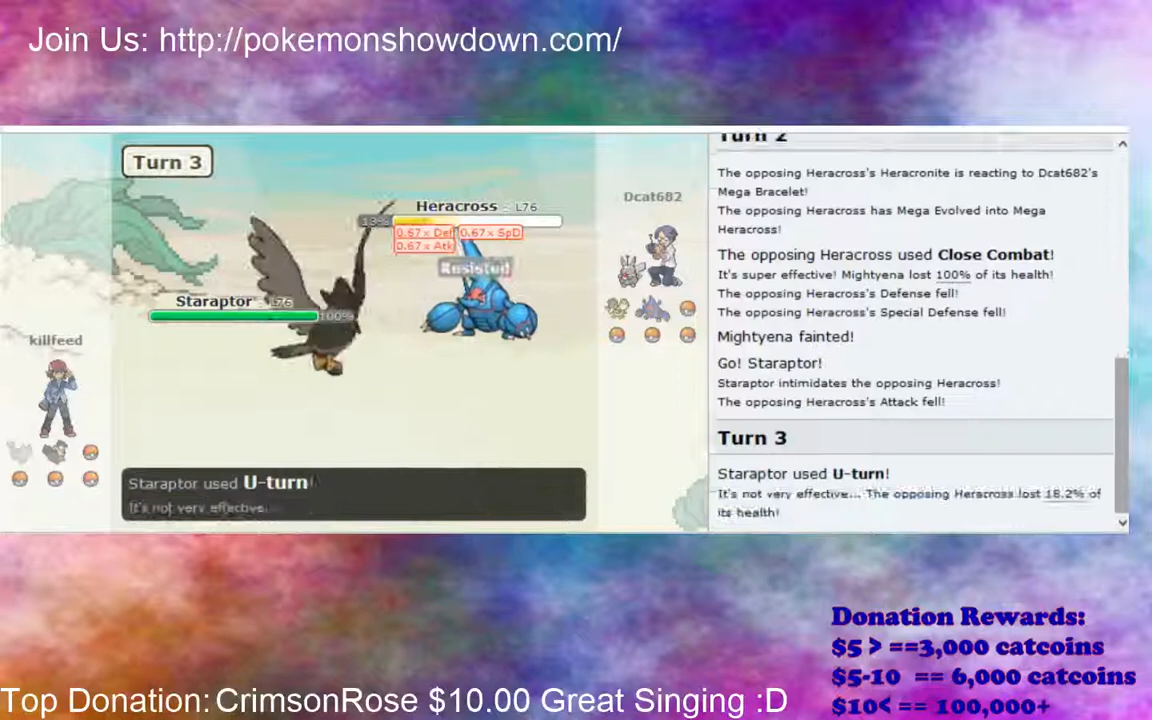 Join Us: http://pokemonshowdown.com/
Turn 3
Heracross L76
13%
0.67x Def 0.67x SpD
0.67x Atk
Resisted
Staraptor L76
100%
killfeed
Dcat682
Staraptor used U-turn!
It's not very effective...
Turn 2
The opposing Heracross's Heracronite is reacting to Dcat682's
Mega Bracelet!
The opposing Heracross has Mega Evolved into Mega
Heracross!
The opposing Heracross used Close Combat!
It's super effective! Mightyena lost 100% of its health!
The opposing Heracross's Defense fell!
The opposing Heracross's Special Defense fell!
Mightyena fainted!
Go! Staraptor!
Staraptor intimidates the opposing Heracross!
The opposing Heracross's Attack fell!
Turn 3
Staraptor used U-turn!
It's not very effective... The opposing Heracross lost 18.2% of
its health!
Donation Rewards:
$5 > ==3,000 catcoins
$5-10 == 6,000 catcoins
$10< == 100,000+
Top Donation: CrimsonRose $10.00 Great Singing :D